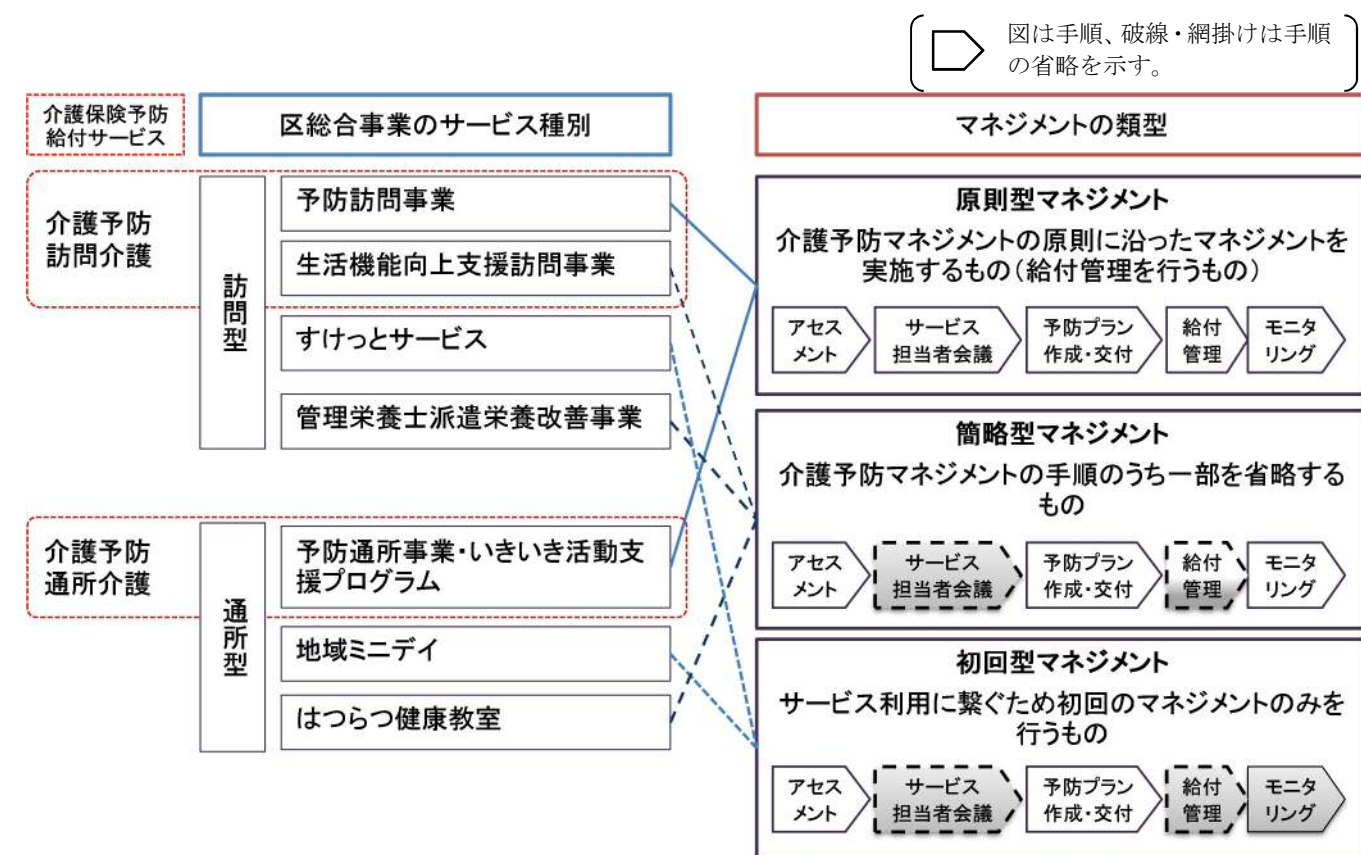 図は手順、破線・網掛けは手順
の省略を示す。
介護保険予防
給付サービス
区総合事業のサービス種別
マネジメントの類型
介護予防
訪問介護
訪問型
予防訪問事業
生活機能向上支援訪問事業
すけっとサービス
管理栄養士派遣栄養改善事業
介護予防
通所介護
通所型
予防通所事業・いきいき活動支
援プログラム
地域ミニデイ
はつらつ健康教室
原則型マネジメント
介護予防マネジメントの原則に沿ったマネジメントを
実施するもの(給付管理を行うもの)
アセス
メント
サービス
担当者会議
予防プラン
作成・交付
給付
管理
モニタ
リング
簡略型マネジメント
介護予防マネジメントの手順のうち一部を省略する
もの
アセス
メント
サービス
担当者会議
予防プラン
作成・交付
給付
管理
モニタ
リング
初回型マネジメント
サービス利用に繋ぐため初回のマネジメントのみを
行うもの
アセス
メント
サービス
担当者会議
予防プラン
作成・交付
給付
管理
モニタ
リング